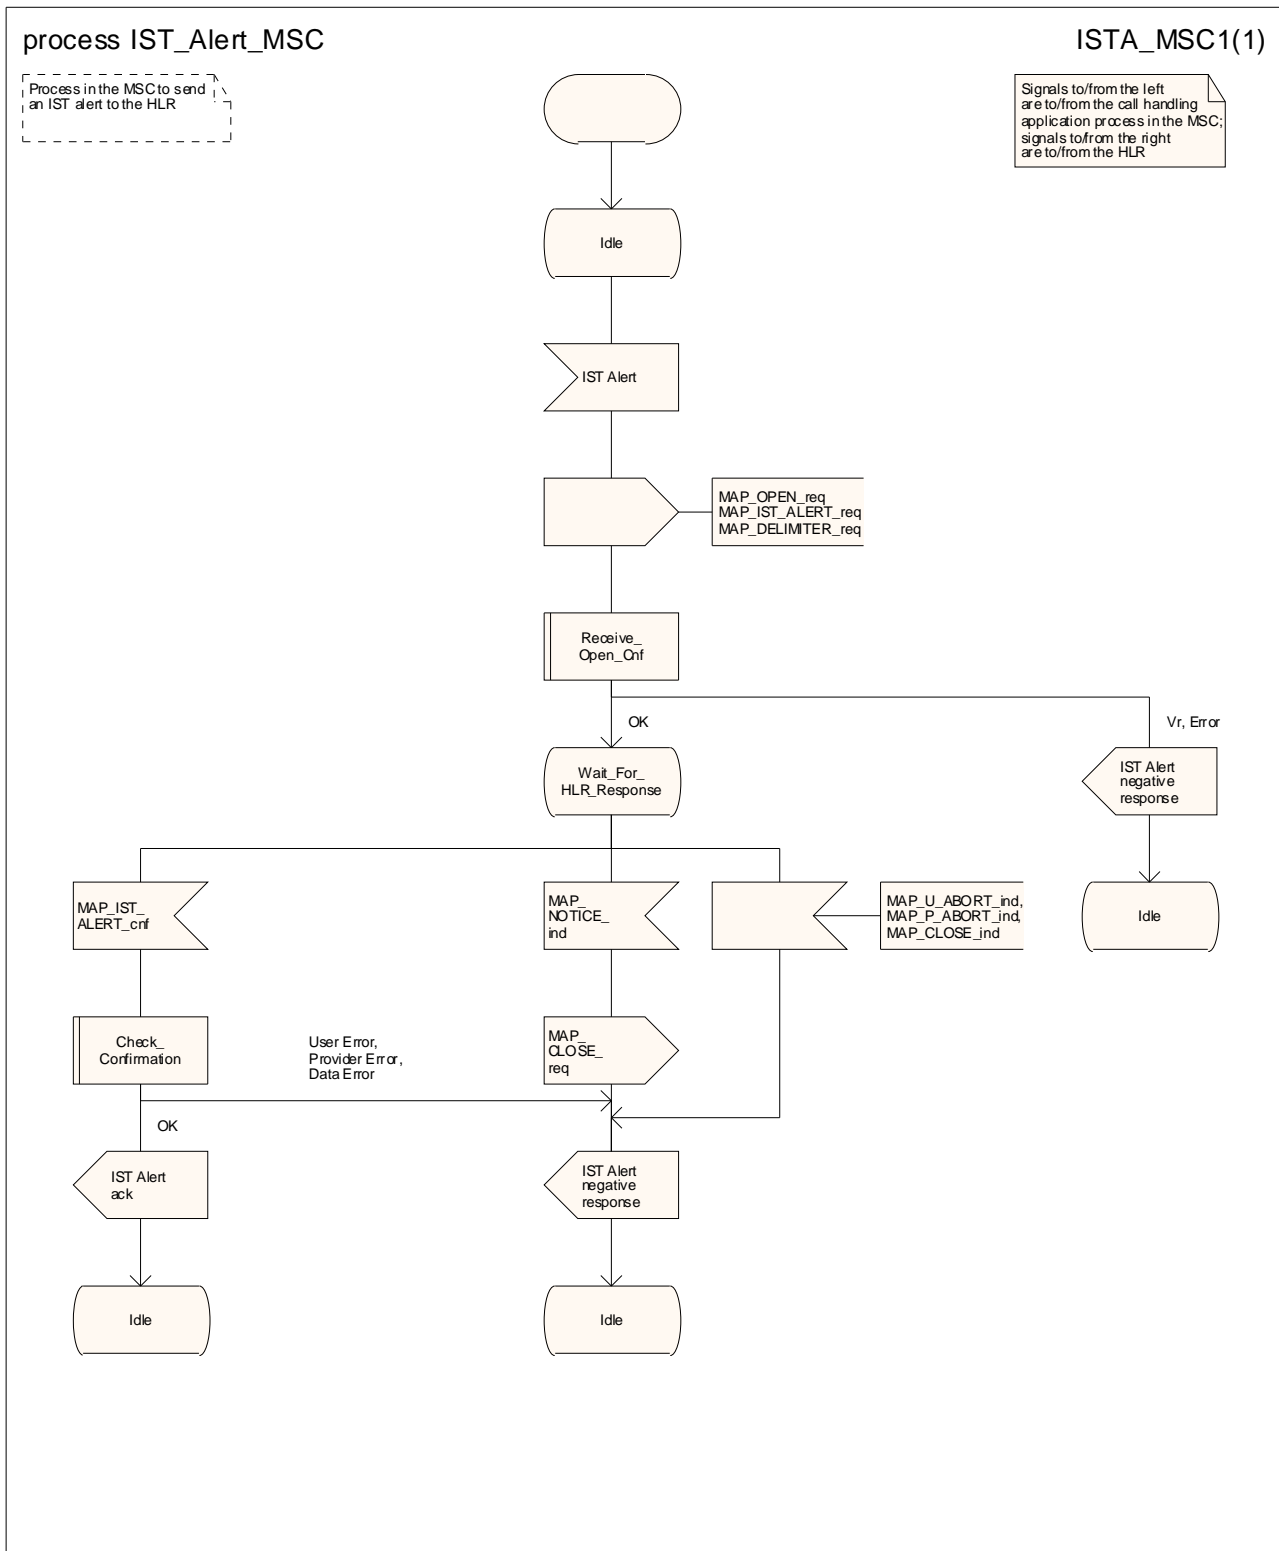 process IST_Alert_MSC
ISTA_MSC1(1)
Process in the MSC to send
an IST alert to the HLR
Signals to/from the left
are to/from the call handling
application process in the MSC;
signals to/from the right
are to/from the HLR
Idle
IST Alert
MAP_OPEN_req
MAP_IST_ALERT_req
MAP_DELIMITER_req
Receive_
Open_Cnf
OK
Vr, Error
Wait_For_
HLR_Response
IST Alert
negative
response
MAP_IST_
ALERT_cnf
MAP_
NOTICE_
ind
MAP_U_ABORT_ind,
MAP_P_ABORT_ind,
MAP_CLOSE_ind
Idle
Check_
Confirmation
User Error,
Provider Error,
Data Error
MAP_
CLOSE_
req
OK
IST Alert
ack
IST Alert
negative
response
Idle
Idle